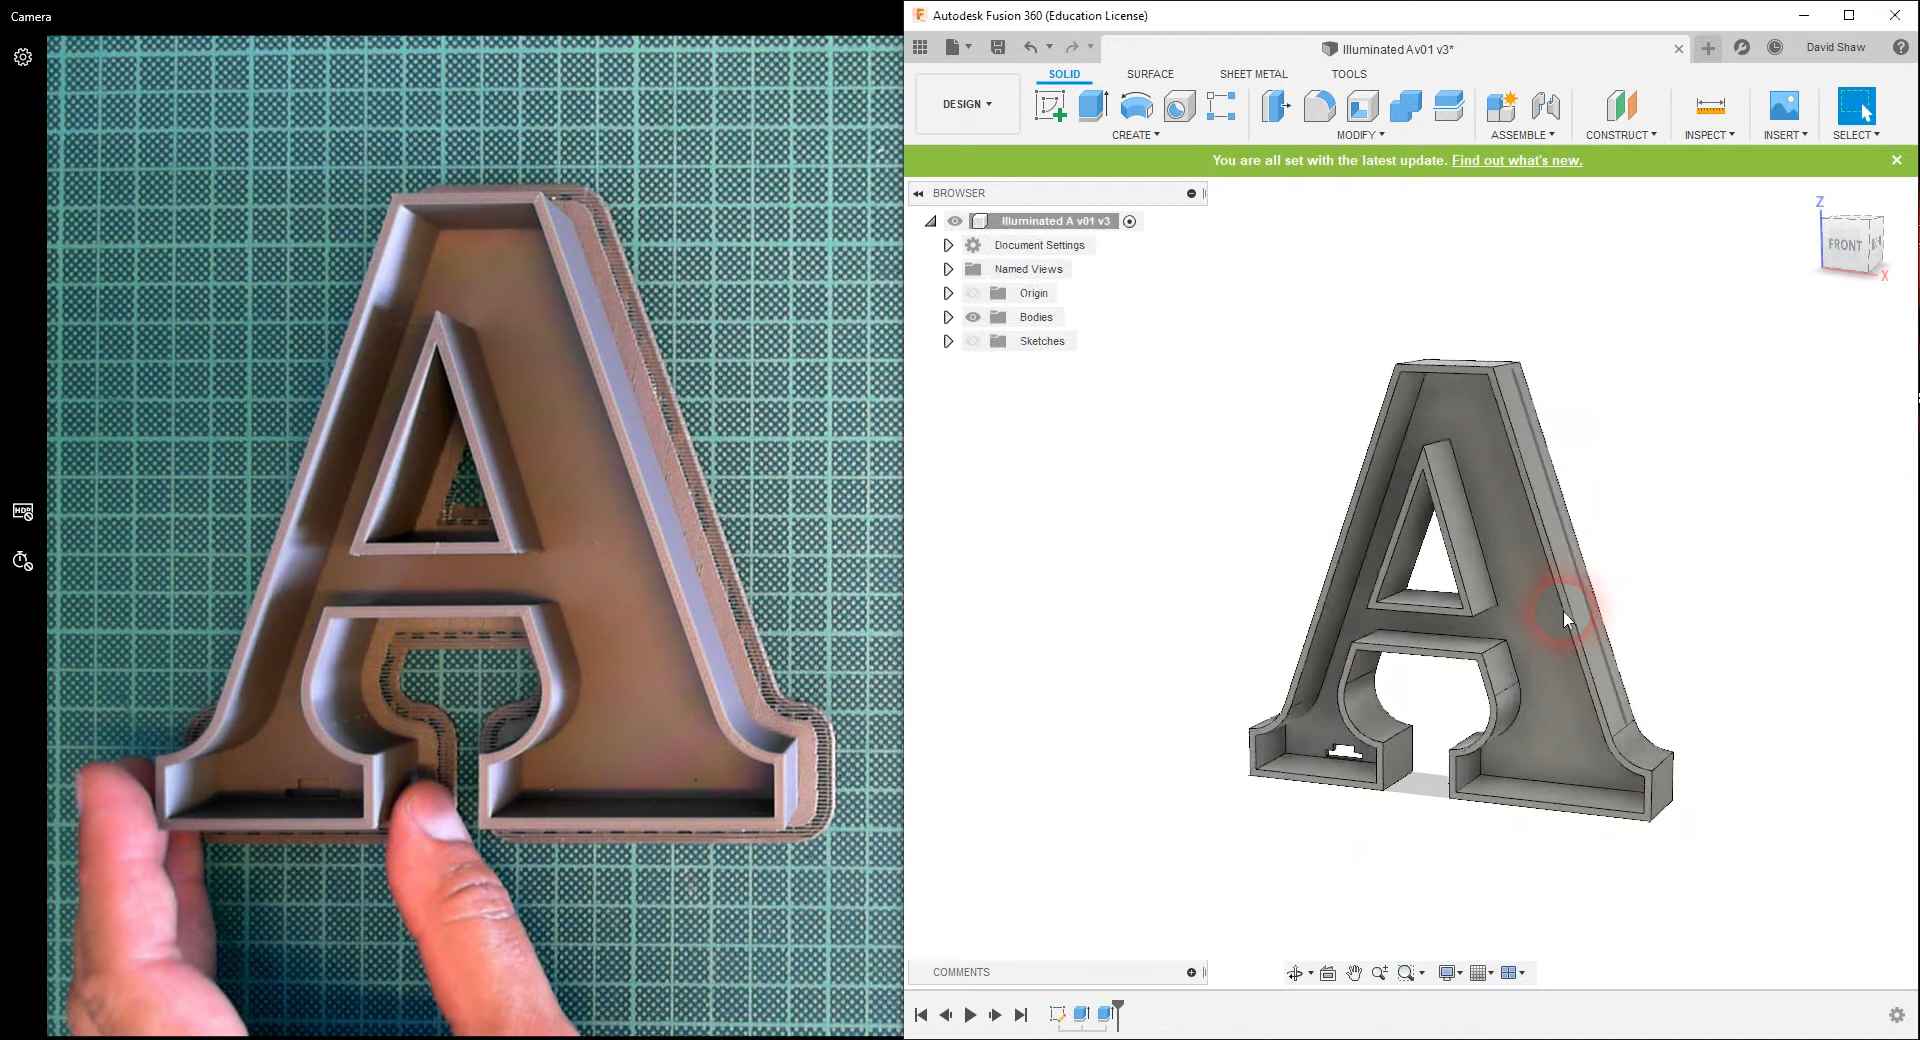 Camera
Autodesk Fusion 360 (Education License)
Illuminated A v01 v3*
David Shaw
DESIGN
SOLID
SURFACE
SHEET METAL
TOOLS
CREATE
MODIFY
ASSEMBLE
CONSTRUCT
INSPECT
INSERT
SELECT
You are all set with the latest update. Find out what's new.
BROWSER
Illuminated A v01 v3
Document Settings
Named Views
Origin
Bodies
Sketches
Z
FRONT
X
HDR
A
A
COMMENTS